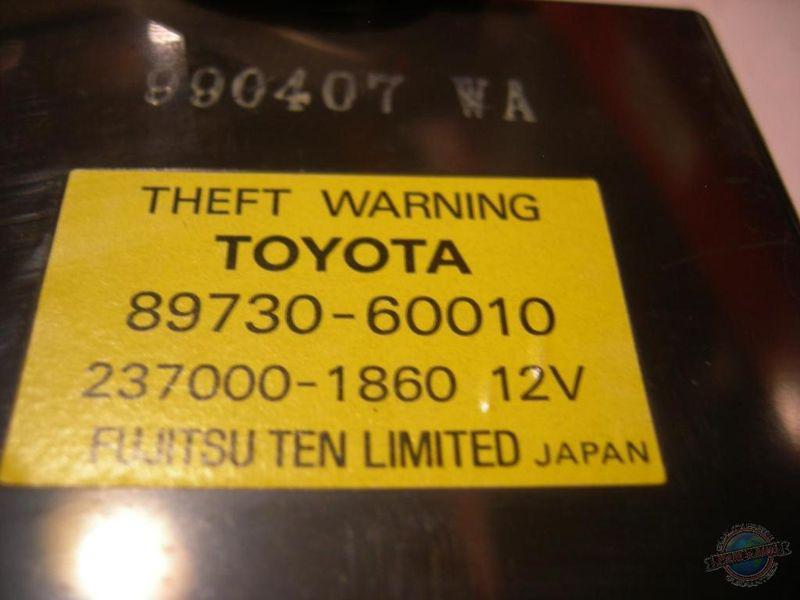 990407 WA
THEFT WARNING
TOYOTA
89730-60010
237000-1860 12V
FUJITSU TEN LIMITED JAPAN